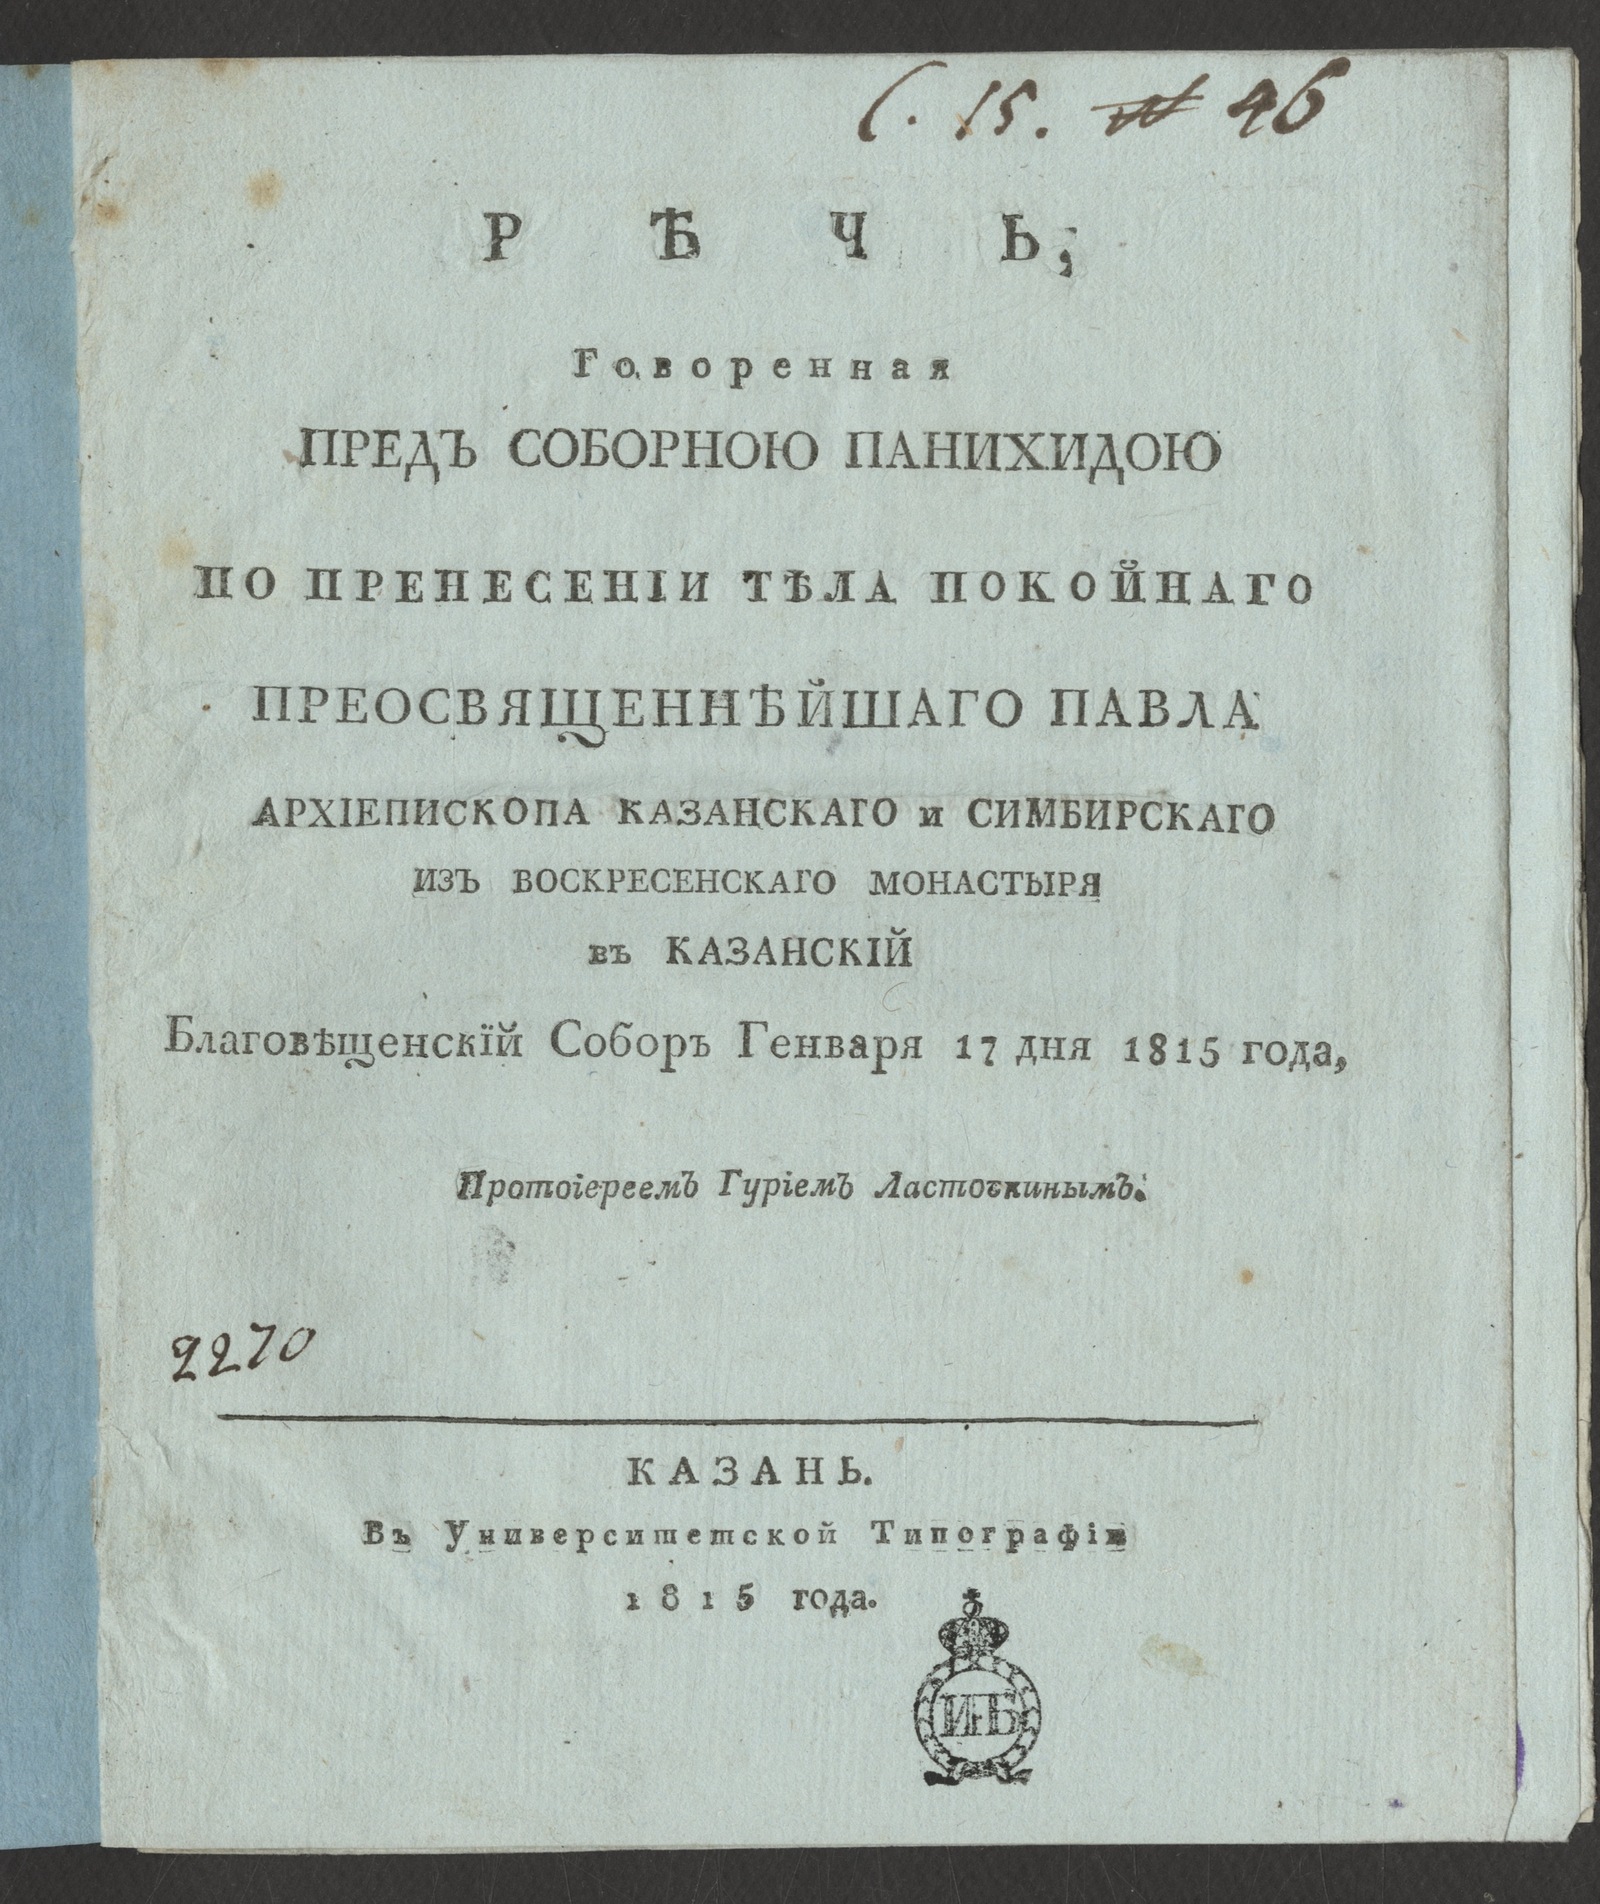 С. 15. № 46
РѢЧЬ,
Говоренная
ПРЕДЪ СОБОРНОЮ ПАНИХИДОЮ
ПО ПРЕНЕСЕНІИ ТѢЛА ПОКОЙНАГО
ПРЕОСВЯЩЕННѢЙШАГО ПАВЛА
АРХІЕПИСКОПА КАЗАНСКАГО и СИМБИРСКАГО
ИЗЪ ВОСКРЕСЕНСКАГО МОНАСТЫРЯ
въ КАЗАНСКІЙ
Благовѣщенскїй Соборъ Генваря 17 дня 1815 года,
Протоіереемъ Гуріемъ Ласточкинымъ.
2270
КАЗАНЬ.
Въ Университетской Типографіи
1815 года.
ИПБ